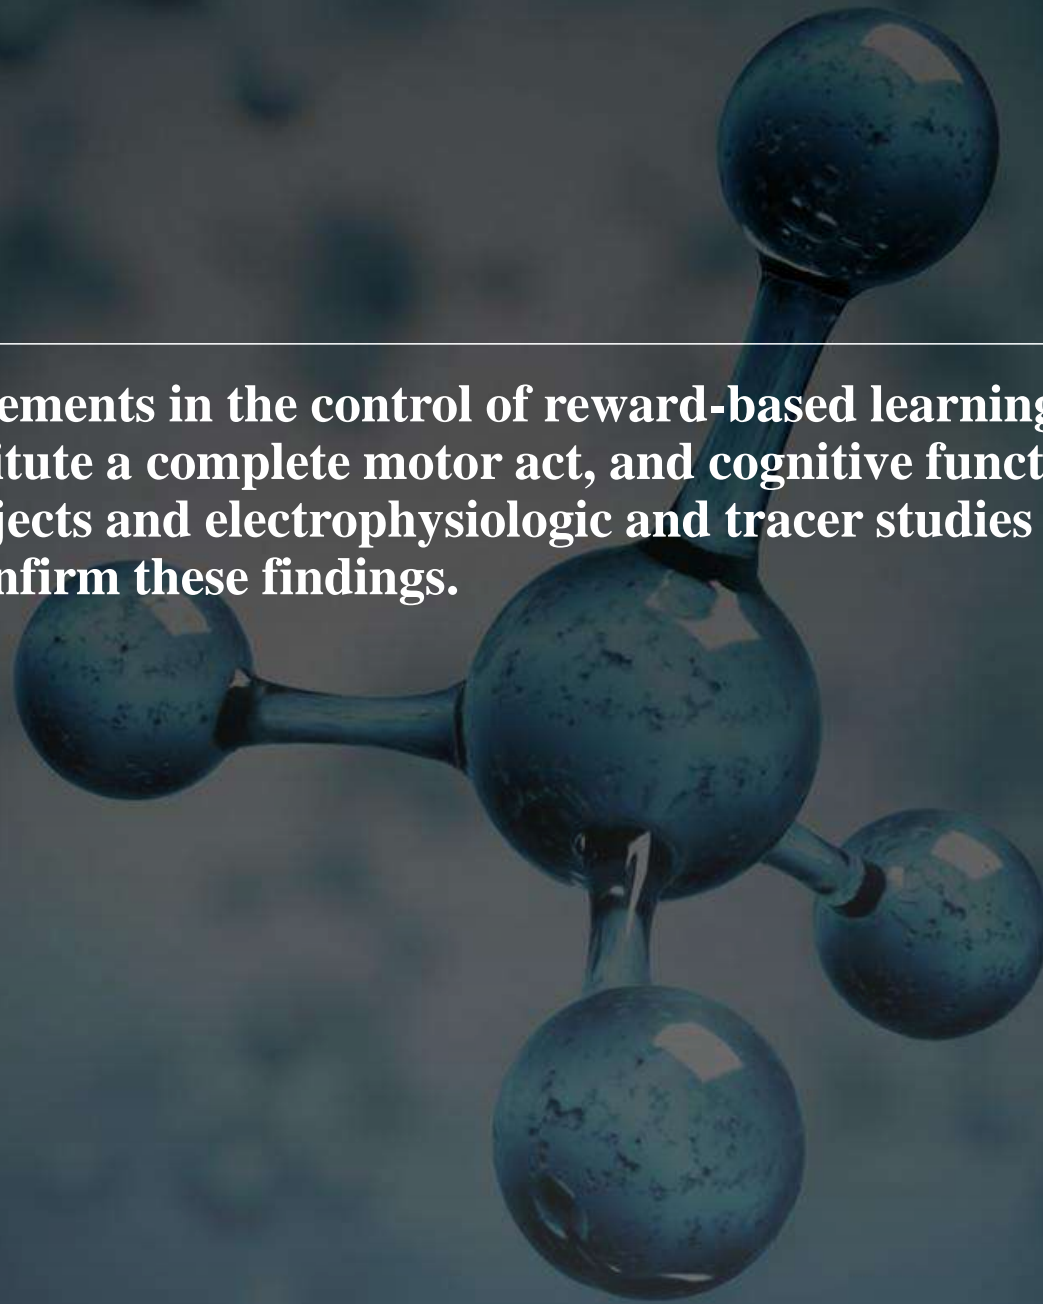 ements in the control of reward-based learning
itute a complete motor act, and cognitive funct
jects and electrophysiologic and tracer studies
nfirm these findings.